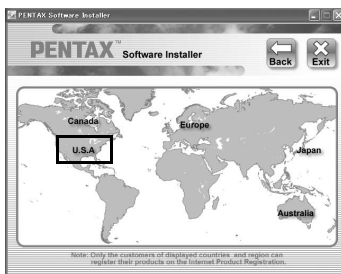 PENTAX Software Installer
PENTAX™ Software Installer
Back
Exit
Canada
Europe
U.S.A
Japan
Australia
Note: Only the customers of displayed countries and region can
register their products on the Internet Product Registration.